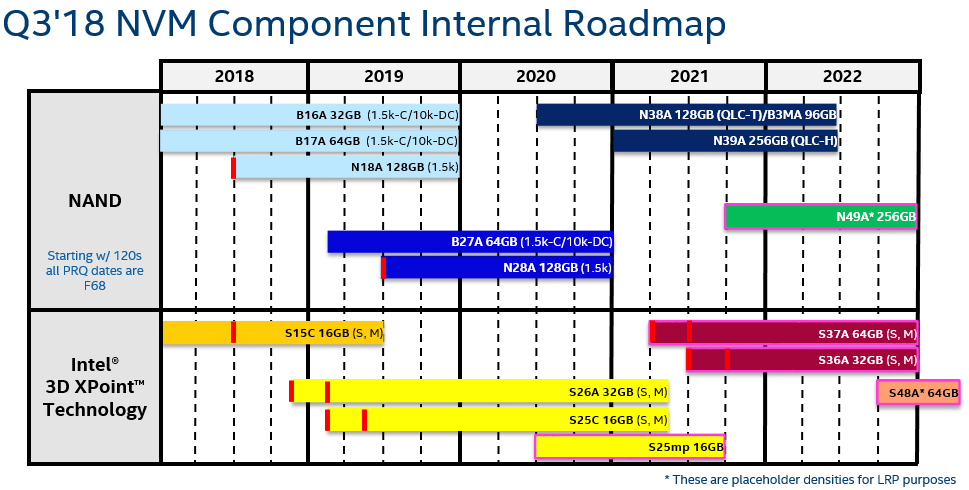 Q3'18 NVM Component Internal Roadmap
2018 2019 2020 2021 2022
NAND
Starting w/ 120s
all PRQ dates are
F68
B16A 32GB (1.5k-C/10k-DC)
N38A 128GB (QLC-T)/B3MA 96GB
B17A 64GB (1.5k-C/10k-DC)
N39A 256GB (QLC-H)
N18A 128GB (1.5k)
N49A* 256GB
B27A 64GB (1.5k-C/10k-DC)
N28A 128GB (1.5k)
Intel®
3D XPoint™
Technology
S15C 16GB (S, M)
S37A 64GB (S, M)
S36A 32GB (S, M)
S26A 32GB (S, M)
S48A* 64GB
S25C 16GB (S, M)
S25mp 16GB
* These are placeholder densities for LRP purposes